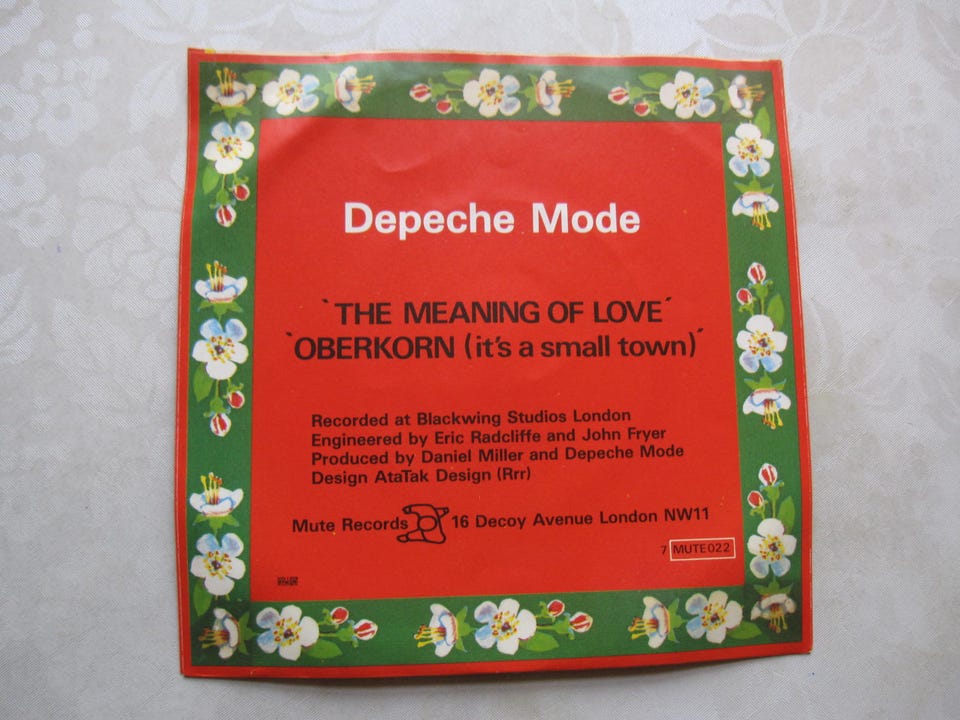 Depeche Mode
`THE MEANING OF LOVE´
`OBERKORN (it's a small town)´
Recorded at Blackwing Studios London
Engineered by Eric Radcliffe and John Fryer
Produced by Daniel Miller and Depeche Mode
Design AtaTak Design (Rrr)
Mute Records 16 Decoy Avenue London NW11
7 MUTE022